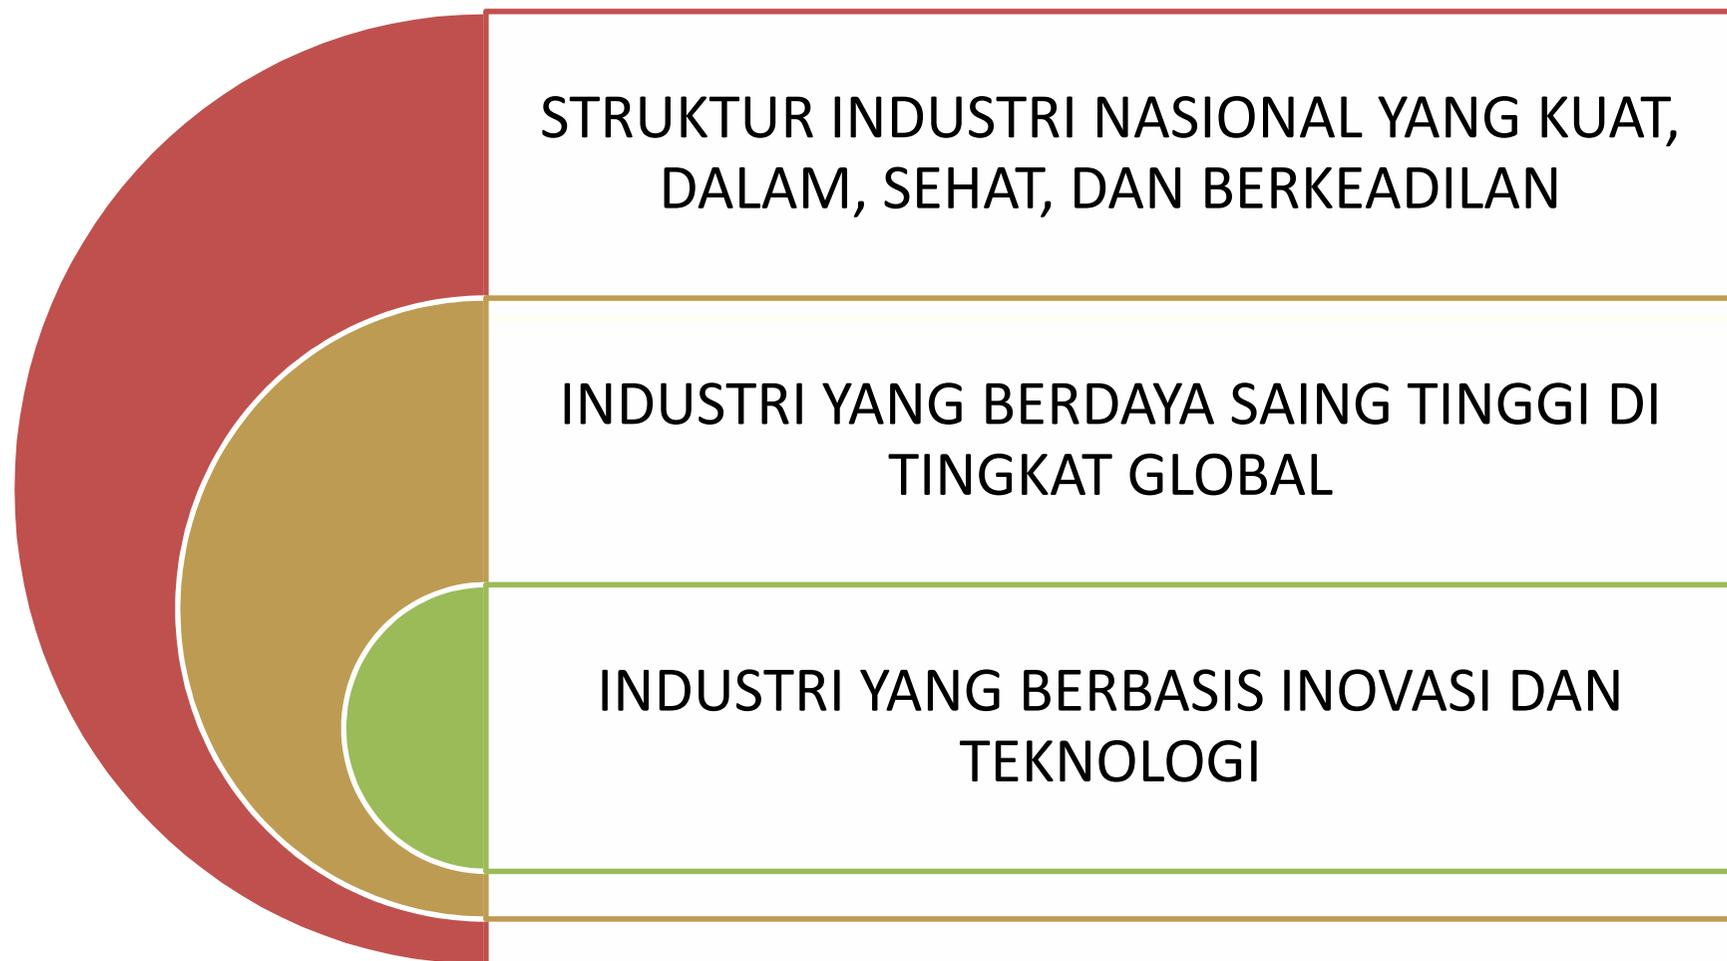 STRUKTUR INDUSTRI NASIONAL YANG KUAT,
DALAM, SEHAT, DAN BERKEADILAN
INDUSTRI YANG BERDAYA SAING TINGGI DI
TINGKAT GLOBAL
INDUSTRI YANG BERBASIS INOVASI DAN
TEKNOLOGI